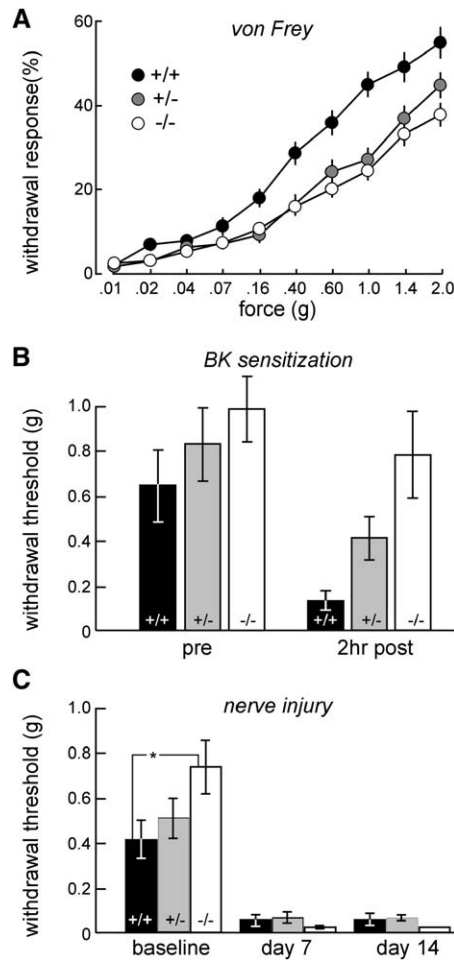 A
von Frey
60
40
20
0
withdrawal response(%)
+/+
+/-
-/-
.01 .02 .04 .07 .16 .40 .60 1.0 1.4 2.0
force (g)
B
BK sensitization
1.0
0.8
0.6
0.4
0.2
0
withdrawal threshold (g)
+/+ +/- -/- +/+ +/- -/-
pre 2hr post
C
nerve injury
1.0
0.8
0.6
0.4
0.2
0
withdrawal threshold (g)
*
+/+ +/- -/-
baseline day 7 day 14